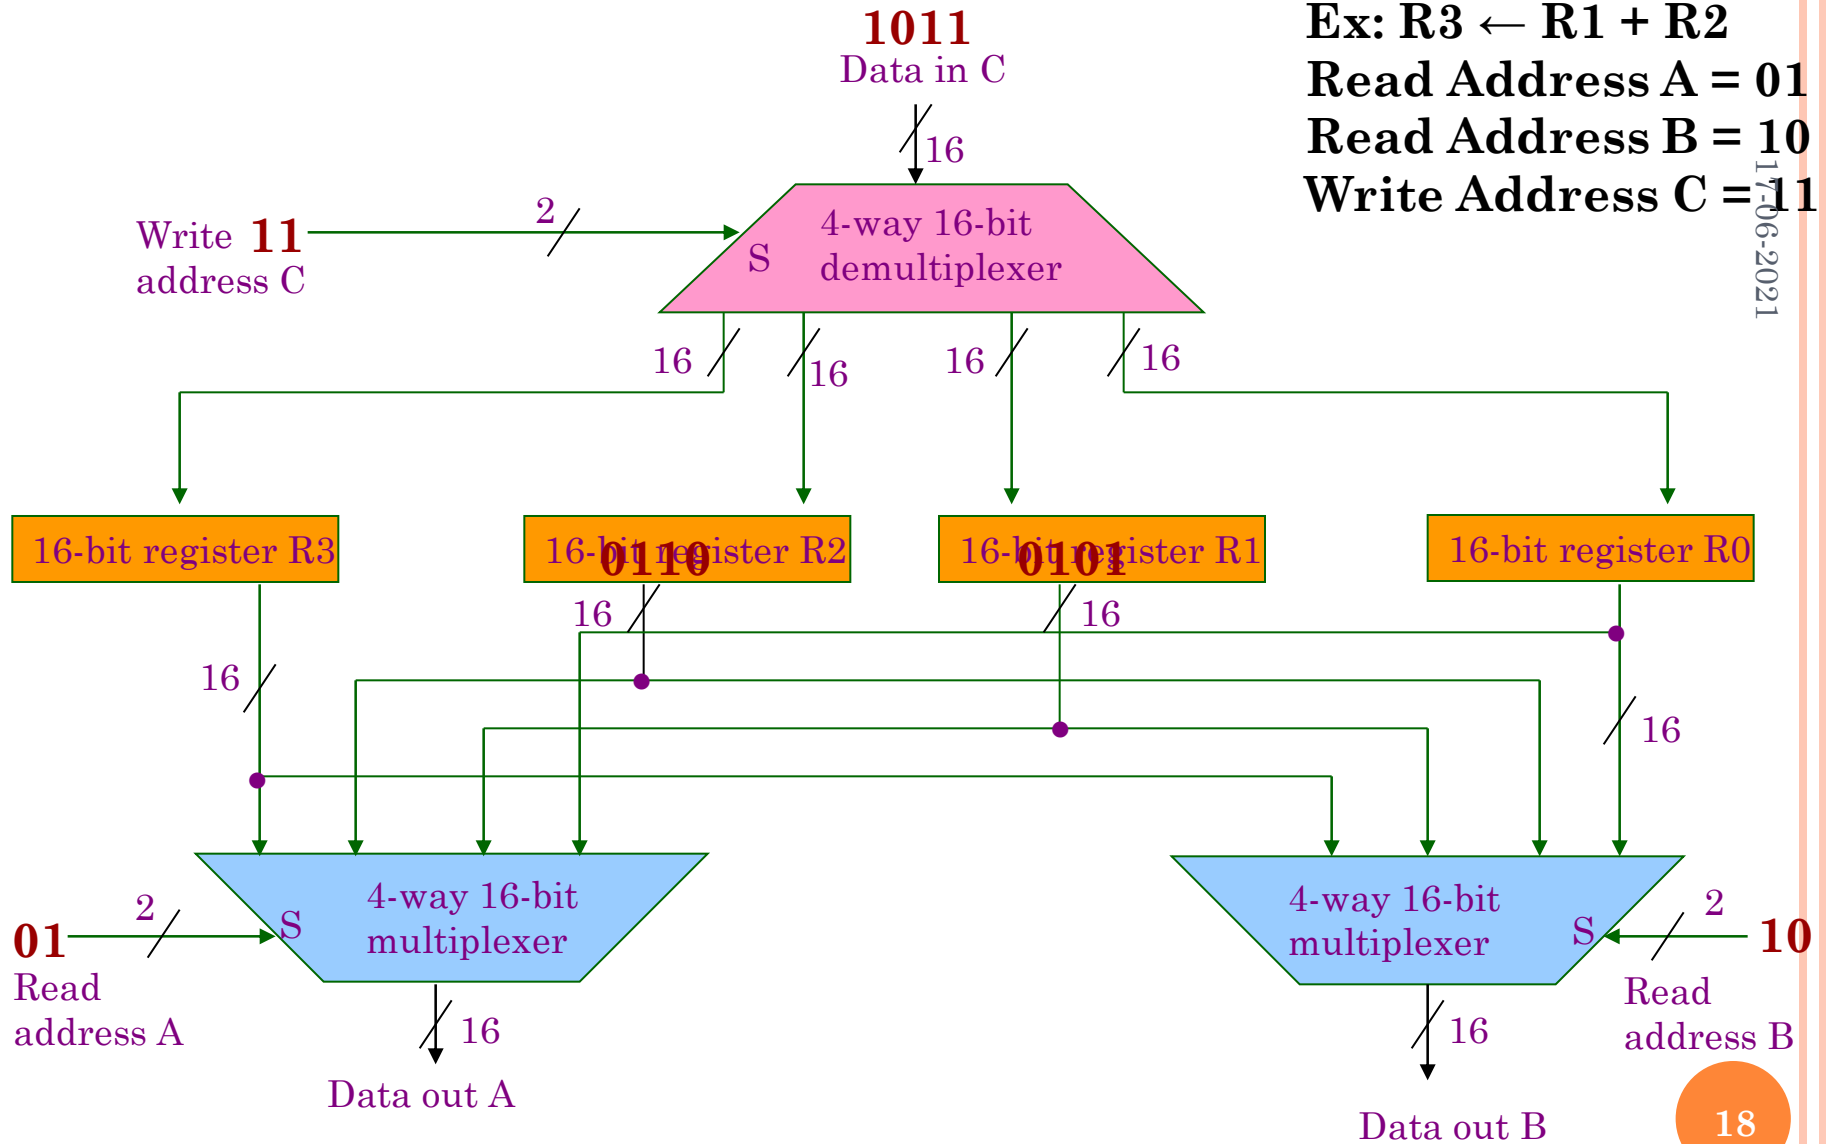 1011
Data in C
16
Ex: R3 ← R1 + R2
Read Address A = 01
Read Address B = 10
Write Address C = 11
17-06-2021
Write 11
address C
2
S
4-way 16-bit
demultiplexer
16
16
16
16
16-bit register R3
16-bit register R2
0110
16-bit register R1
0101
16-bit register R0
16
16
16
16
2
01
Read
address A
S
4-way 16-bit
multiplexer
16
Data out A
4-way 16-bit
multiplexer
S
2
10
Read
address B
16
Data out B
18